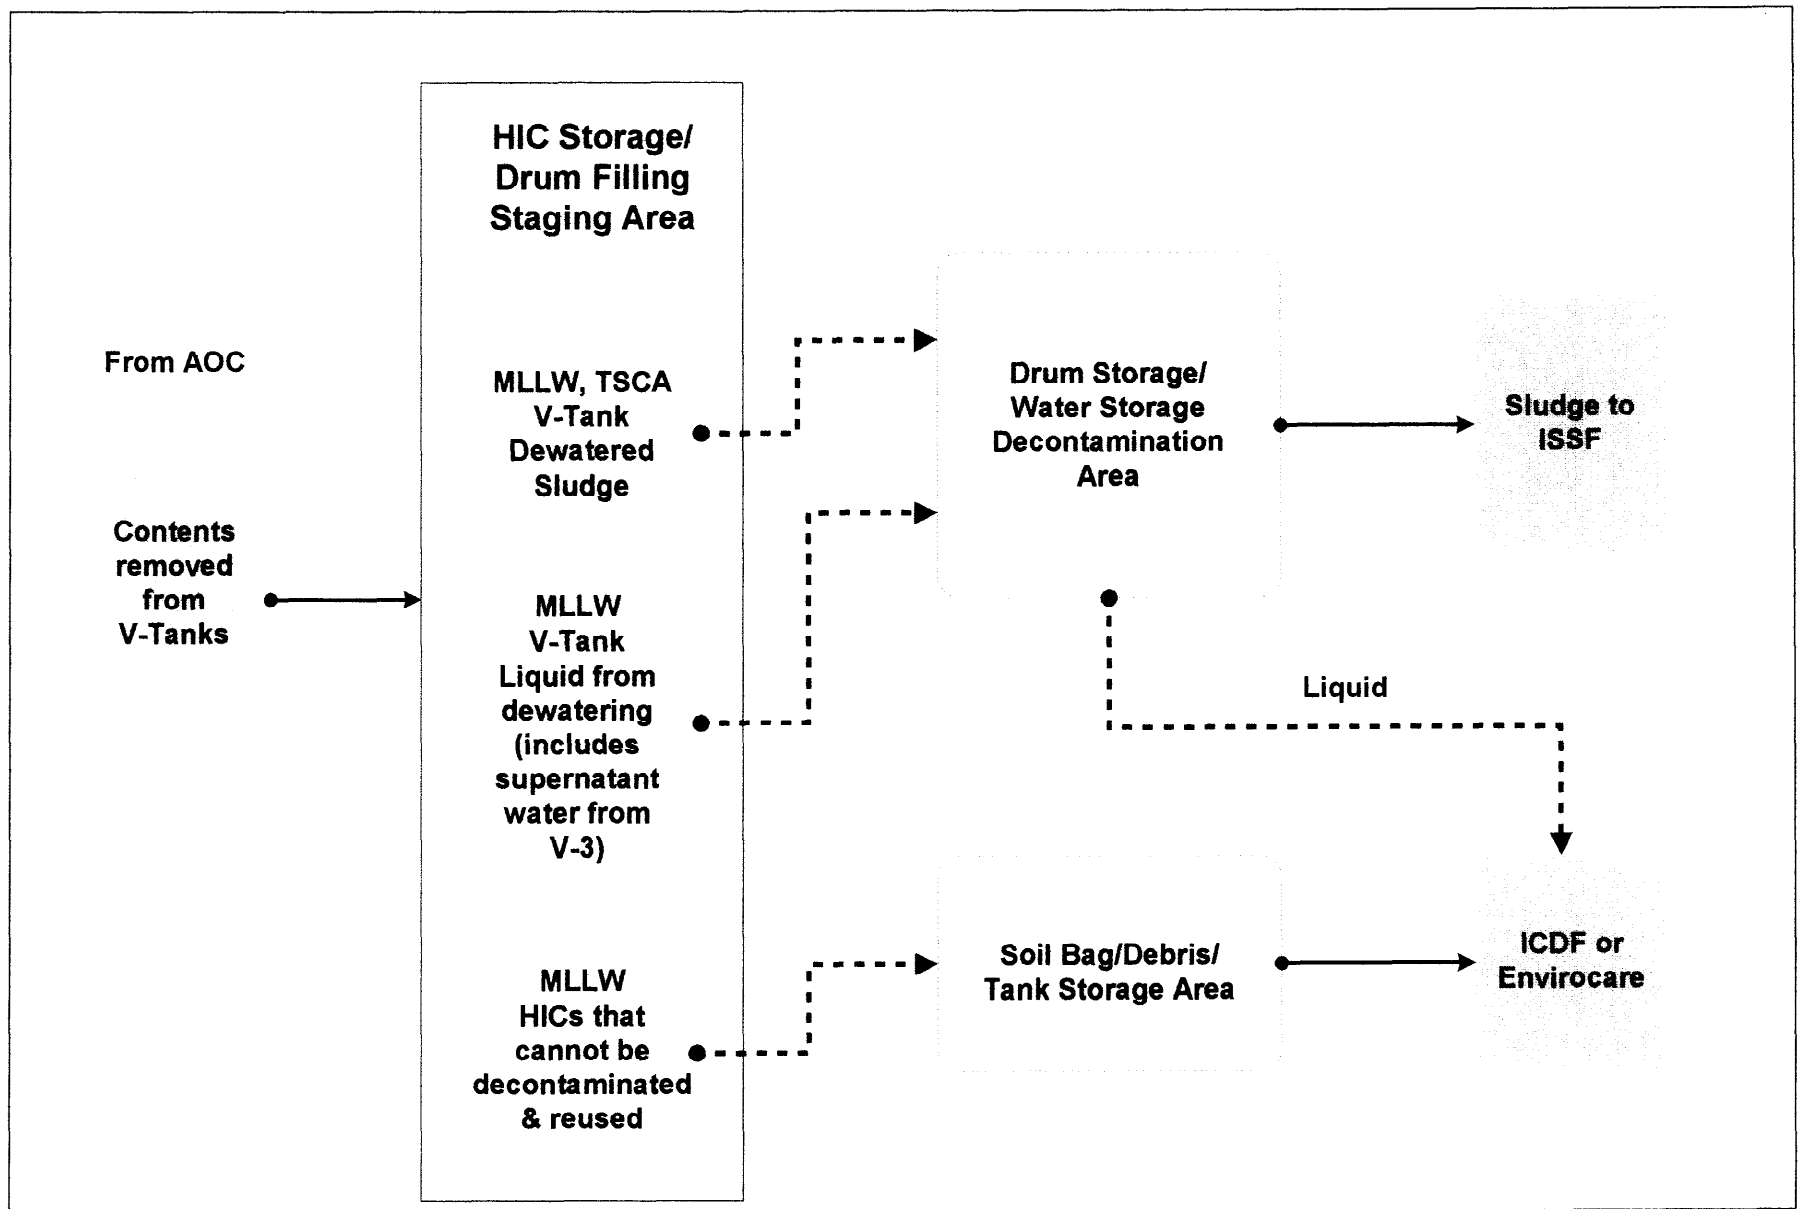 HIC Storage/
Drum Filling
Staging Area
From AOC
Contents
removed
from
V-Tanks
MLLW, TSCA
V-Tank
Dewatered
Sludge
MLLW
V-Tank
Liquid from
dewatering
(includes
supernatant
water from
V-3)
MLLW
HICs that
cannot be
decontaminated
& reused
Drum Storage/
Water Storage
Decontamination
Area
Sludge to
ISSF
Liquid
Soil Bag/Debris/
Tank Storage Area
ICDF or
Envirocare